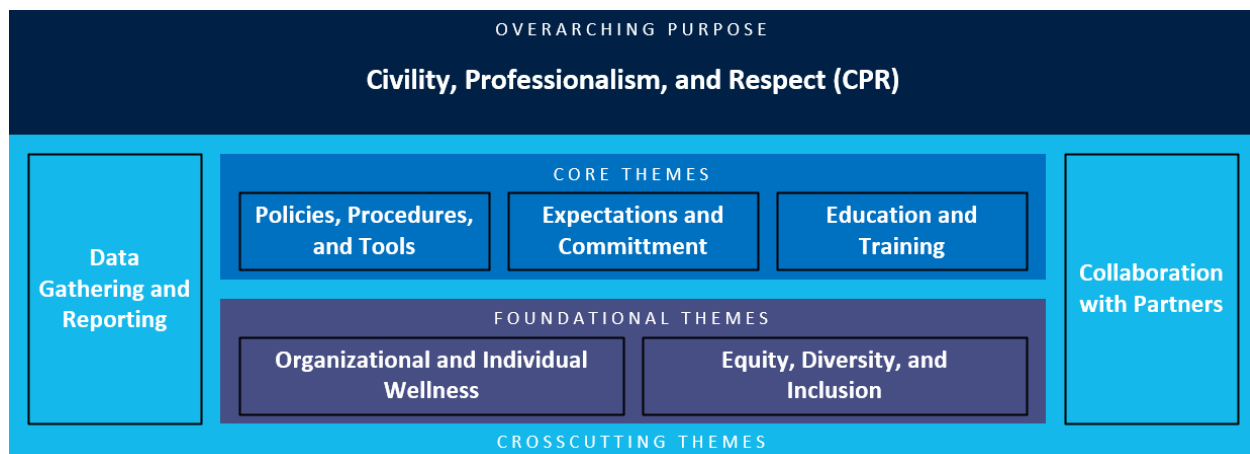 OVERARCHING PURPOSE
Civility, Professionalism, and Respect (CPR)
Data
Gathering and
Reporting
CORE THEMES
Policies, Procedures,
and Tools
Expectations and
Committment
Education and
Training
FOUNDATIONAL THEMES
Organizational and Individual
Wellness
Equity, Diversity, and
Inclusion
Collaboration
with Partners
CROSSCUTTING THEMES